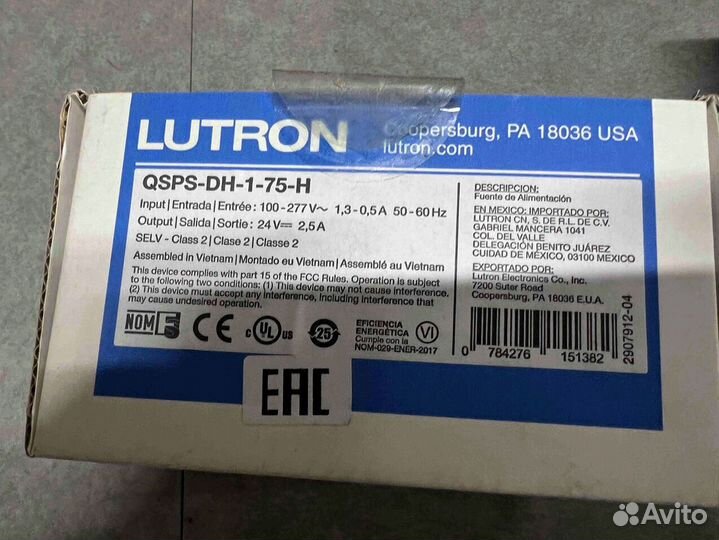 LUTRON
Coopersburg, PA 18036 USA
lutron.com
QSPS-DH-1-75-H
Input|Entrada|Entrée: 100-277V~ 1,3-0,5A 50-60Hz
Output|Salida|Sortie: 24V⎓ 2,5A
SELV - Class 2|Clase 2|Classe 2
Assembled in Vietnam|Montado eu Vietnam|Assemblé au Vietnam
This device complies with part 15 of the FCC Rules. Operation is subject
to the following two conditions: (1) This device may not cause interference.
(2) This device must accept any interference, including interference that
may cause undesired operation.
NOM
CE
C UL US
25
EFICIENCIA
ENERGÉTICA
Cumple con la
NOM-029-ENER-2017
VI
DESCRIPCION:
Fuente de Alimentación
EN MEXICO: IMPORTADO POR:
LUTRON CN, S. DE R.L. DE C.V.
GABRIEL MANCERA 1041
COL. DEL VALLE
DELEGACIÓN BENITO JUÁREZ
CUIDAD DE MÉXICO, 03100 MEXICO
EXPORTADO POR:
Lutron Electronics Co., Inc.
7200 Suter Road
Coopersburg, PA 18036 E.U.A.
0 784276 151382
2907912-04
EAC
Avito